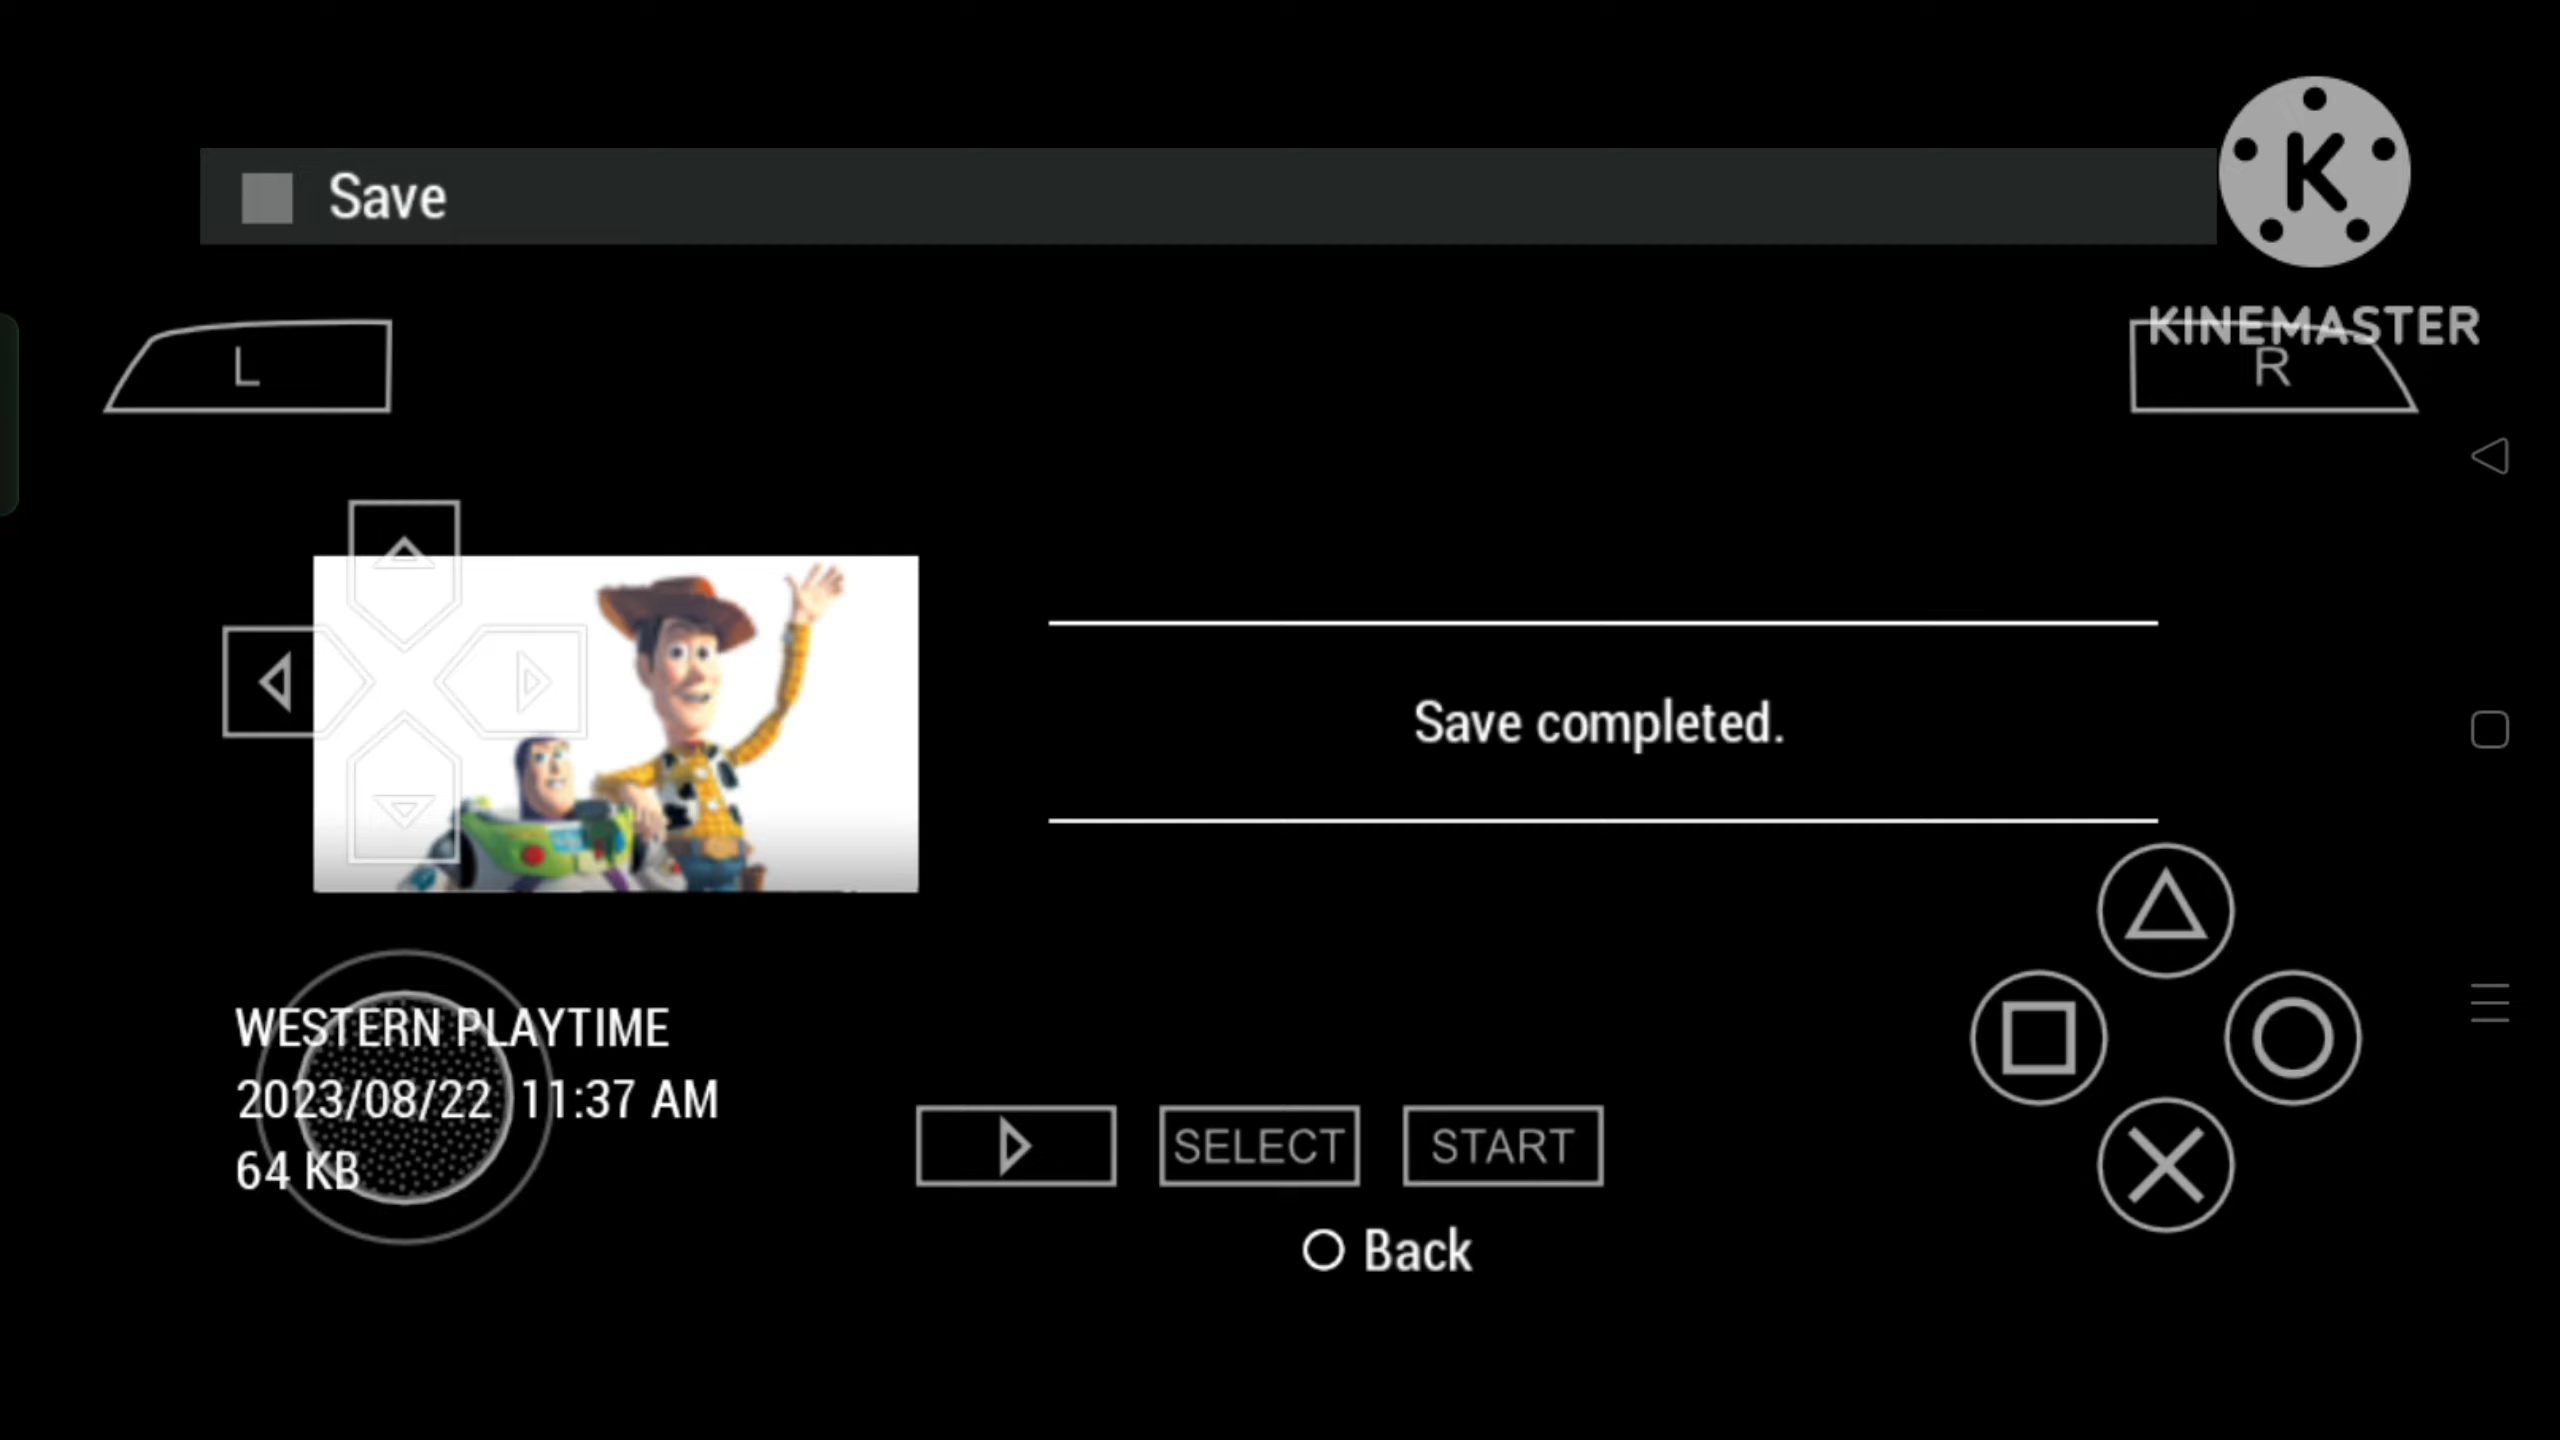 Save
K
KINEMASTER
L
R
Save completed.
WESTERN PLAYTIME
2023/08/22 11:37 AM
64 KB
SELECT
START
Back